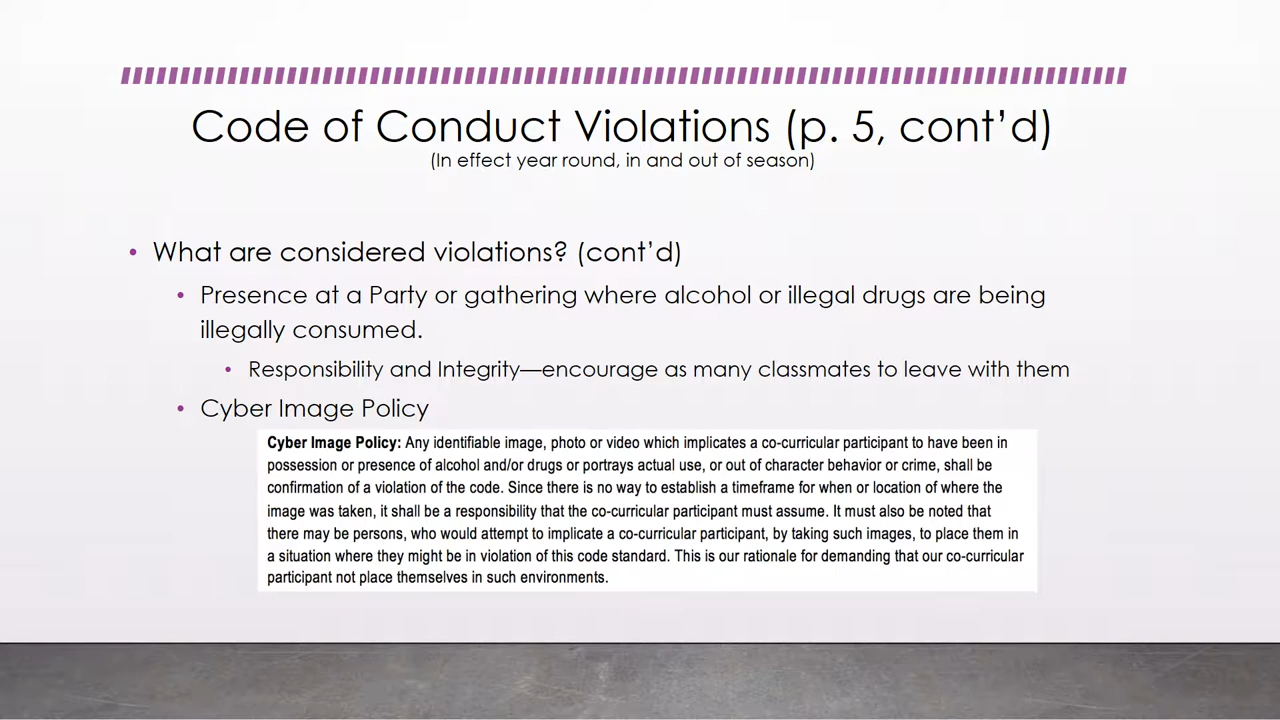 Code of Conduct Violations (p. 5, cont’d)
(In effect year round, in and out of season)
• What are considered violations? (cont’d)
• Presence at a Party or gathering where alcohol or illegal drugs are being
illegally consumed.
• Responsibility and Integrity—encourage as many classmates to leave with them
• Cyber Image Policy
Cyber Image Policy: Any identifiable image, photo or video which implicates a co-curricular participant to have been in
possession or presence of alcohol and/or drugs or portrays actual use, or out of character behavior or crime, shall be
confirmation of a violation of the code. Since there is no way to establish a timeframe for when or location of where the
image was taken, it shall be a responsibility that the co-curricular participant must assume. It must also be noted that
there may be persons, who would attempt to implicate a co-curricular participant, by taking such images, to place them in
a situation where they might be in violation of this code standard. This is our rationale for demanding that our co-curricular
participant not place themselves in such environments.